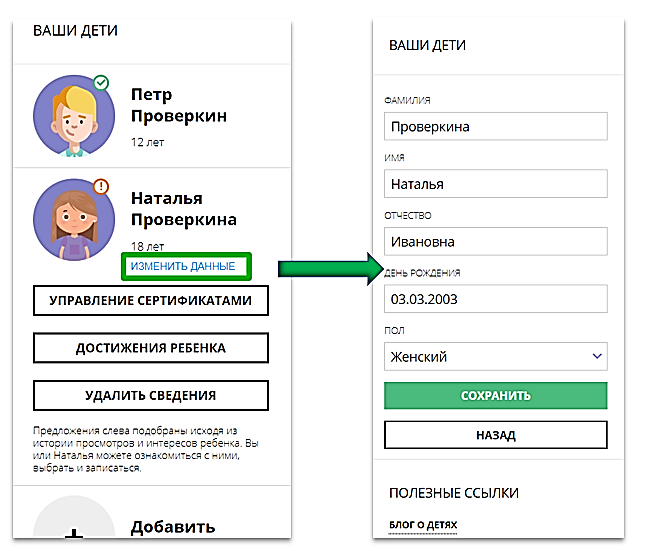 ВАШИ ДЕТИ
Петр
Проверкин
12 лет
Наталья
Проверкина
18 лет
ИЗМЕНИТЬ ДАННЫЕ
УПРАВЛЕНИЕ СЕРТИФИКАТАМИ
ДОСТИЖЕНИЯ РЕБЕНКА
УДАЛИТЬ СВЕДЕНИЯ
Предложения слева подобраны исходя из
истории просмотров и интересов ребенка. Вы
или Наталья можете ознакомиться с ними,
выбрать и записаться.
Добавить
ВАШИ ДЕТИ
ФАМИЛИЯ
Проверкина
ИМЯ
Наталья
ОТЧЕСТВО
Ивановна
ДЕНЬ РОЖДЕНИЯ
03.03.2003
ПОЛ
Женский
СОХРАНИТЬ
НАЗАД
ПОЛЕЗНЫЕ ССЫЛКИ
БЛОГ О ДЕТЯХ